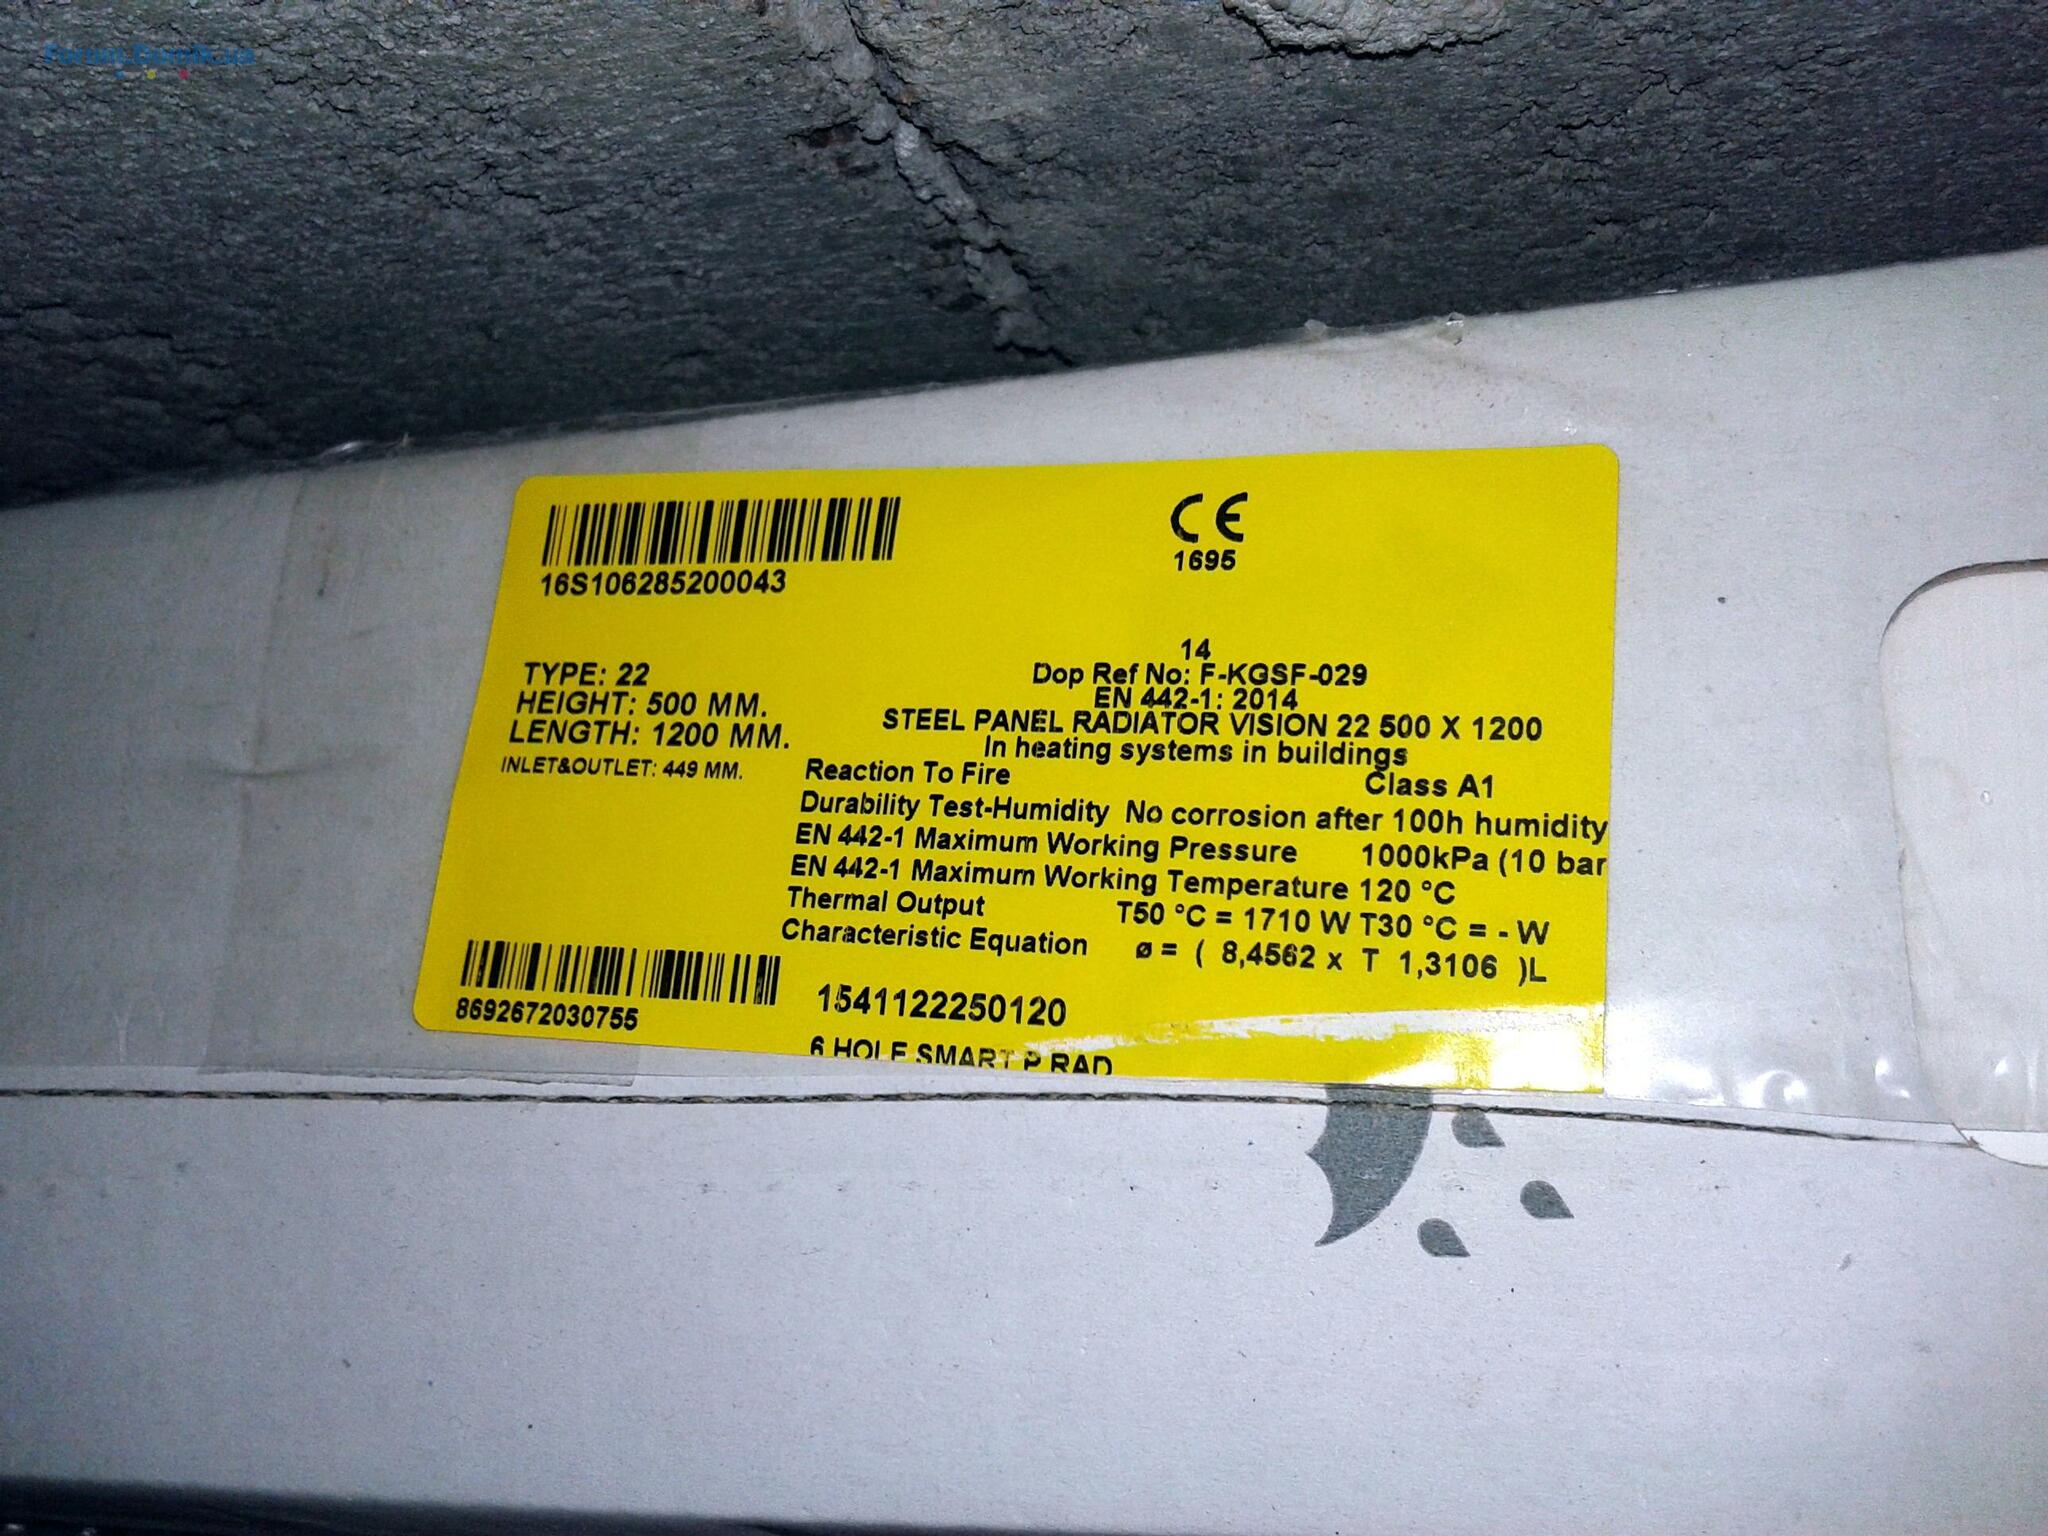 Forum.Domik.ua
16S106285200043
CE
1695
TYPE: 22
HEIGHT: 500 MM.
LENGTH: 1200 MM.
INLET&OUTLET: 449 MM.
14
Dop Ref No: F-KGSF-029
EN 442-1: 2014
STEEL PANEL RADIATOR VISION 22 500 X 1200
In heating systems in buildings
Reaction To Fire Class A1
Durability Test-Humidity No corrosion after 100h humidity
EN 442-1 Maximum Working Pressure 1000kPa (10 bar
EN 442-1 Maximum Working Temperature 120 °C
Thermal Output T50 °C = 1710 W T30 °C = - W
Characteristic Equation ø = ( 8,4562 x T 1,3106 )L
8692672030755
1541122250120
6 HOLE SMART P RAD